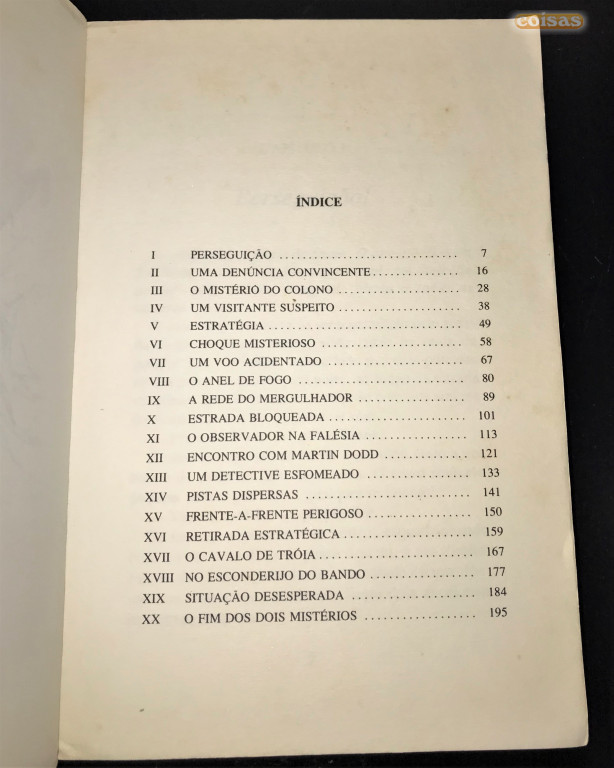 coisas
ÍNDICE
I PERSEGUIÇÃO ............................... 7
II UMA DENÚNCIA CONVINCENTE ............... 16
III O MISTÉRIO DO COLONO ..................... 28
IV UM VISITANTE SUSPEITO ..................... 38
V ESTRATÉGIA ................................. 49
VI CHOQUE MISTERIOSO ........................ 58
VII UM VOO ACIDENTADO ....................... 67
VIII O ANEL DE FOGO ............................ 80
IX A REDE DO MERGULHADOR .................. 89
X ESTRADA BLOQUEADA ....................... 101
XI O OBSERVADOR NA FALÉSIA ................. 113
XII ENCONTRO COM MARTIN DODD .............. 121
XIII UM DETECTIVE ESFOMEADO ................. 133
XIV PISTAS DISPERSAS ............................ 141
XV FRENTE-A-FRENTE PERIGOSO ................ 150
XVI RETIRADA ESTRATÉGICA .................... 159
XVII O CAVALO DE TRÓIA ......................... 167
XVIII NO ESCONDERIJO DO BANDO ............... 177
XIX SITUAÇÃO DESESPERADA .................... 184
XX O FIM DOS DOIS MISTÉRIOS ................. 195